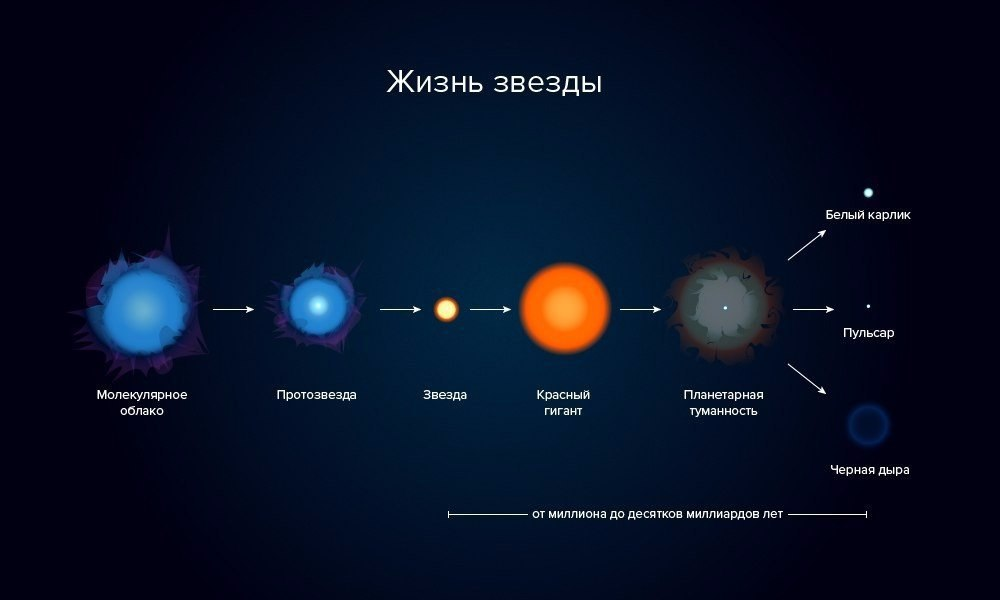 Жизнь звезды
Белый карлик
Пульсар
Молекулярное
облако
Протозвезда
Звезда
Красный
гигант
Планетарная
туманность
Черная дыра
от миллиона до десятков миллиардов лет